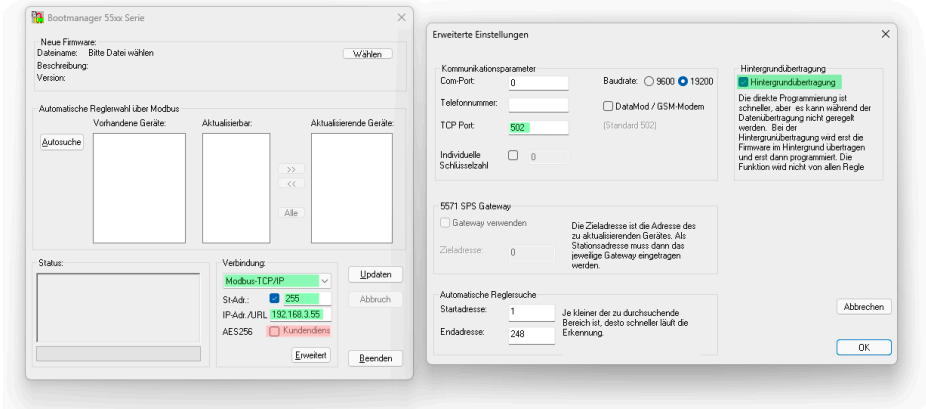 Bootmanager 55xx Serie
Neue Firmware:
Dateiname: Bitte Datei wählen
Wählen
Beschreibung:
Version:
Automatische Reglerwahl über Modbus
Vorhandene Geräte: Aktualisierbar: Aktualisierende Geräte:
Autosuche
>>
<<
Alle
Status:
Verbindung:
Modbus-TCP/IP
Updaten
St-Adr.: 255
Abbruch
IP-Adr./URL 192.168.3.55
AES256 Kundendiens
Erweitert
Beenden
Erweiterte Einstellungen
Kommunikationsparameter
Com-Port: 0
Baudrate: 9600 19200
Telefonnummer:
DataMod / GSM-Modem
TCP Port: 502
(Standard 502)
Individuelle
Schlüsselzahl
0
Hintergrundübertragung
Hintergrundübertragung
Die direkte Programmierung ist
schneller, aber es kann während der
Datenübertragung nicht geregelt
werden. Bei der
Hintergrunübertragung wird erst die
Firmware im Hintergrund übertragen
und erst dann programmiert. Die
Funktion wird nicht von allen Regle
5571 SPS Gateway
Gateway verwenden
Zieladresse: 0
Die Zieladresse ist die Adresse des
zu aktualisierenden Gerätes. Als
Stationsadresse muss dann das
jeweilige Gateway eingetragen
werden.
Automatische Reglersuche
Startadresse: 1
Endadresse: 248
Je kleiner der zu durchsuchende
Bereich ist, desto schneller läuft die
Erkennung.
Abbrechen
OK